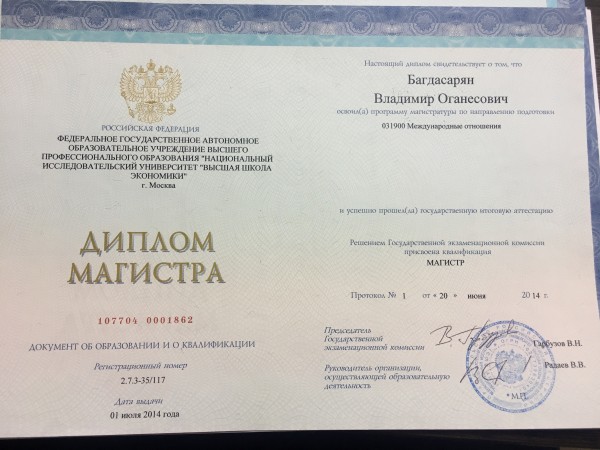 РОССИЙСКАЯ ФЕДЕРАЦИЯ
ФЕДЕРАЛЬНОЕ ГОСУДАРСТВЕННОЕ АВТОНОМНОЕ
ОБРАЗОВАТЕЛЬНОЕ УЧРЕЖДЕНИЕ ВЫСШЕГО
ПРОФЕССИОНАЛЬНОГО ОБРАЗОВАНИЯ "НАЦИОНАЛЬНЫЙ
ИССЛЕДОВАТЕЛЬСКИЙ УНИВЕРСИТЕТ "ВЫСШАЯ ШКОЛА
ЭКОНОМИКИ"
г. Москва
ДИПЛОМ
МАГИСТРА
107704 0001862
ДОКУМЕНТ ОБ ОБРАЗОВАНИИ И О КВАЛИФИКАЦИИ
Регистрационный номер
2.7.3-35/117
Дата выдачи
01 июля 2014 года
Настоящий диплом свидетельствует о том, что
Багдасарян
Владимир Оганесович
освоил(а) программу магистратуры по направлению подготовки
031900 Международные отношения
и успешно прошел(ла) государственную итоговую аттестацию
Решением Государственной экзаменационной комиссии
присвоена квалификация
МАГИСТР
Протокол № 1 от « 20 » июня 2014 г.
Председатель
Государственной
экзаменационной комиссии
Гарбузов В.Н.
Руководитель организации,
осуществляющей образовательную
деятельность
Радаев В.В.
М.П.